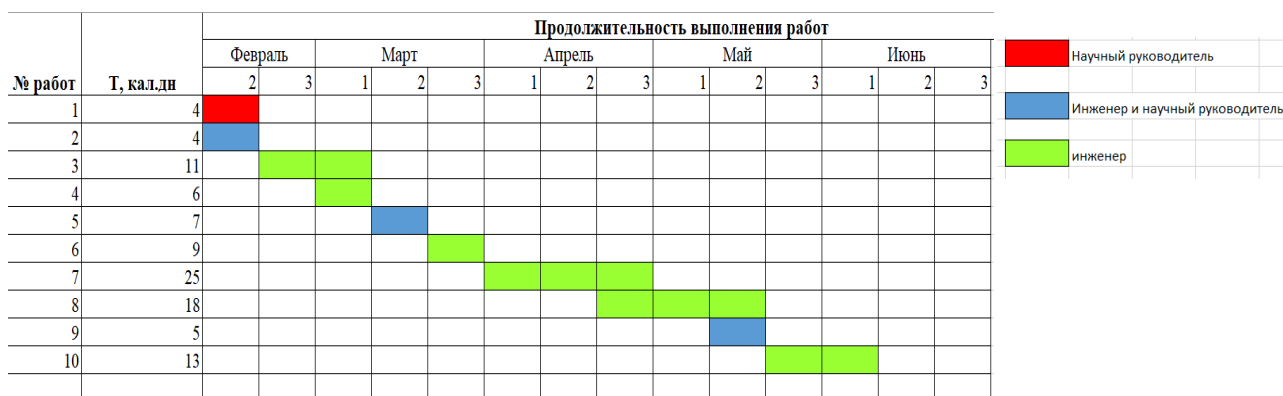 Продолжительность выполнения работ
Февраль Март Апрель Май Июнь
№ работ Т, кал.дн 2 3 1 2 3 1 2 3 1 2 3 1 2 3
1 4
2 4
3 11
4 6
5 7
6 9
7 25
8 18
9 5
10 13
Научный руководитель
Инженер и научный руководитель
инженер